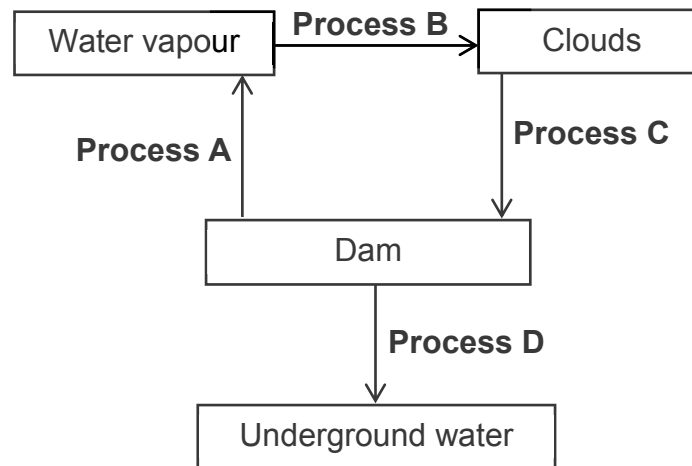 Water vapour
Process B
Clouds
Process A
Process C
Dam
Process D
Underground water